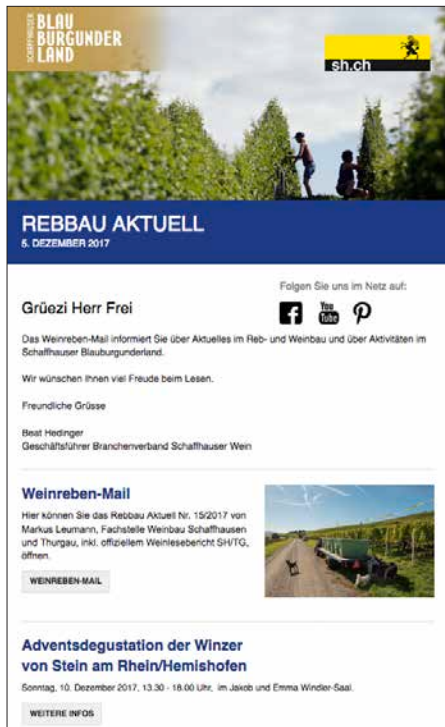 SCHAFFHAUSER
BLAU
BURGUNDER
LAND
sh.ch
REBBAU AKTUELL
5. DEZEMBER 2017
Folgen Sie uns im Netz auf:
Grüezi Herr Frei
You
Tube
Das Weinreben-Mail informiert Sie über Aktuelles im Reb- und Weinbau und über Aktivitäten im
Schaffhauser Blauburgunderland.
Wir wünschen Ihnen viel Freude beim Lesen.
Freundliche Grüsse
Beat Hedinger
Geschäftsführer Branchenverband Schaffhauser Wein
Weinreben-Mail
Hier können Sie das Rebbau Aktuell Nr. 15/2017 von
Markus Leumann, Fachstelle Weinbau Schaffhausen
und Thurgau, inkl. offiziellem Weinlesebericht SH/TG,
öffnen.
WEINREBEN-MAIL
Adventsdegustation der Winzer
von Stein am Rhein/Hemishofen
Sonntag, 10. Dezember 2017, 13.30 - 18.00 Uhr, im Jakob und Emma Windler-Saal.
WEITERE INFOS